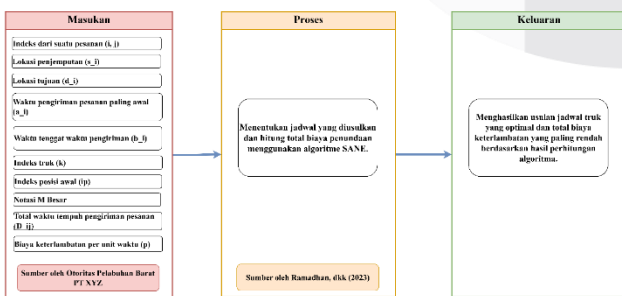 Masukan
Indeks dari suatu pesanan (i, j)
Lokasi penjemputan (s_i)
Lokasi tujuan (d_i)
Waktu pengiriman pesanan paling awal
(a_i)
Waktu tenggat waktu pengiriman (b_i)
Indeks truk (k)
Indeks posisi awal (ip)
Notasi M Besar
Total waktu tempuh pengiriman pesanan
(D_ij)
Biaya keterlambatan per unit waktu (p)
Sumber oleh Otoritas Pelabuhan Barat
PT XYZ
Proses
Menentukan jadwal yang diusulkan
dan hitung total biaya penundaan
menggunakan algoritme SANE.
Sumber oleh Ramadhan, dkk (2023)
Keluaran
Menghasilkan usulan jadwal truk
yang optimal dan total biaya
keterlambatan yang paling rendah
berdasarkan hasil perhitungan
algoritma.